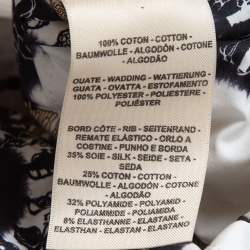 100% COTON - COTTON -
BAUMWOLLE - ALGODÓN - COTONE
- ALGODÃO
OUATE - WADDING - WATTIERUNG -
GUATA - OVATTA - ESTOFAMENTO
100% POLYESTER - POLIESTERE -
POLIÉSTER
BORD CÔTE - RIB - SEITENRAND -
REMATE ELÁSTICO - ORLO A
COSTINE - PUNHO E BORDA
35% SOIE - SILK - SEIDE - SETA -
SEDA
25% COTON - COTTON -
BAUMWOLLE - ALGODÓN - COTONE
- ALGODÃO
32% POLYAMIDE - POLYAMID -
POLIAMMIDE - POLIAMIDA
8% ELASTHANNE - ELASTANE -
ELASTHAN - ELASTANO - ELASTANE